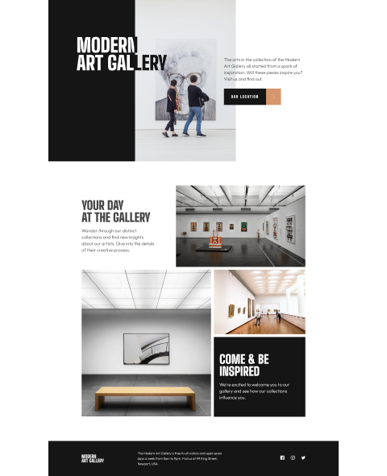 MODERN
ART GALLERY
The arts in the collection of the Modern
Art Gallery all started from a spark of
inspiration. Will these pieces inspire you?
Visit us and find out.
OUR LOCATION
YOUR DAY
AT THE GALLERY
Wander through our distinct
collections and find new insights
about our artists. Dive into the details
of their creative process.
COME & BE
INSPIRED
We're excited to welcome you to our
gallery and see how our collections
influence you.
MODERN
ART GALLERY
The Modern Art Gallery is free to all visitors and open seven
days a week from 8am to 9pm. Find us at 99 King Street,
Newport, USA.